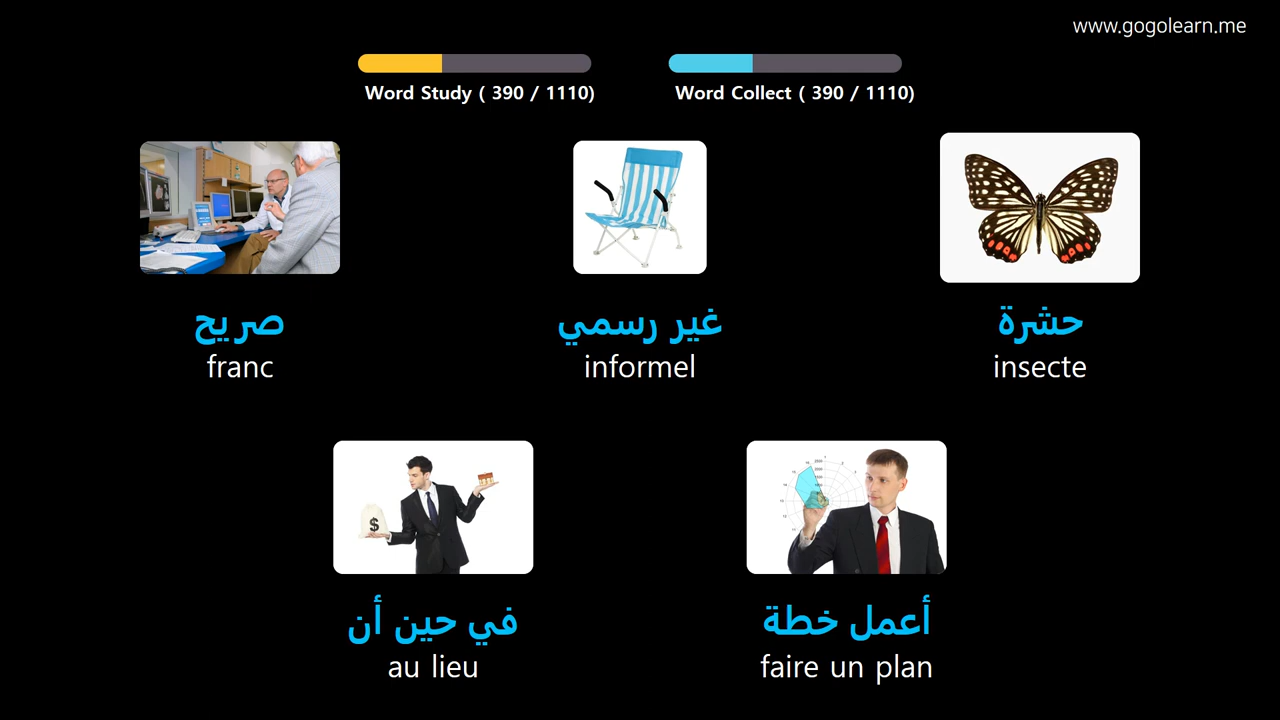 www.gogolearn.me
Word Study ( 390 / 1110)
Word Collect ( 390 / 1110)
صريح
franc
غير رسمي
informel
حشرة
insecte
في حين أن
au lieu
أعمل خطة
faire un plan